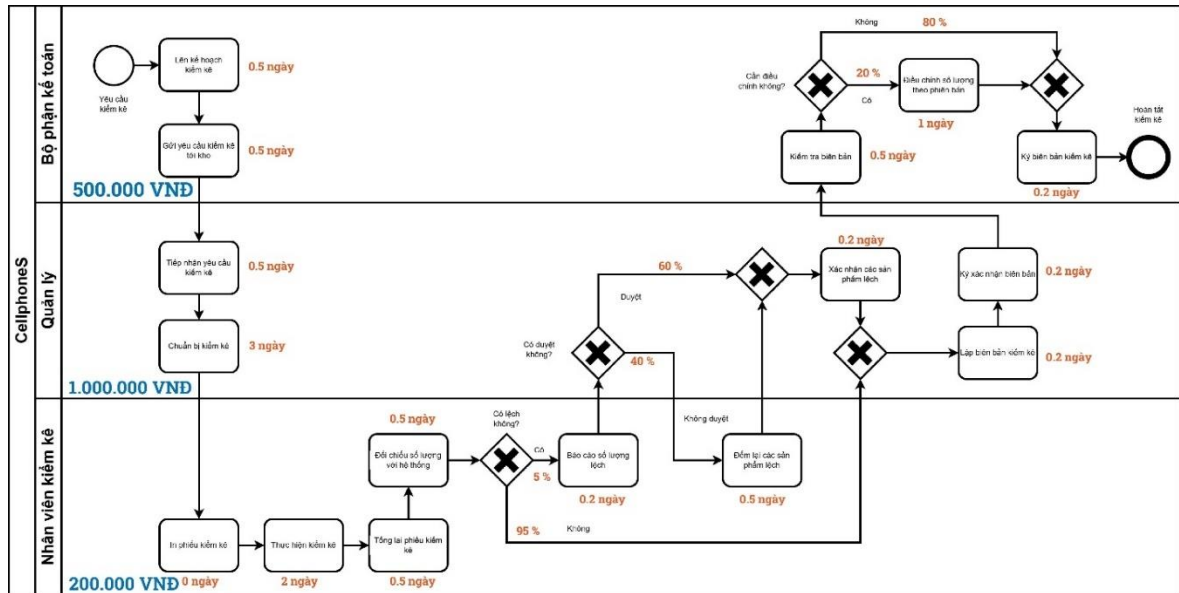 CellphoneS
Bộ phận kế toán
Yêu cầu
kiểm kê
Lên kế hoạch
kiểm kê
0.5 ngày
Gửi yêu cầu kiểm kê
tới kho
0.5 ngày
500.000 VNĐ
Không
80 %
Cần điều
chỉnh không?
20 %
Có
Điều chỉnh số lượng
theo phiên bản
1 ngày
Kiểm tra biên bản
0.5 ngày
Ký biên bản kiểm kê
0.2 ngày
Hoàn tất
kiểm kê
Quản lý
Tiếp nhận yêu cầu
kiểm kê
0.5 ngày
Chuẩn bị kiểm kê
3 ngày
1.000.000 VNĐ
Có duyệt
không?
60 %
Duyệt
40 %
Không duyệt
0.2 ngày
Xác nhận các sản
phẩm lệch
Ký xác nhận biên bản
0.2 ngày
Lập biên bản kiểm kê
0.2 ngày
Nhân viên kiểm kê
In phiếu kiểm kê
0 ngày
Thực hiện kiểm kê
2 ngày
Tổng lại phiếu kiểm
kê
0.5 ngày
0.5 ngày
Đối chiếu số lượng
với hệ thống
Có lệch
không?
Có
5 %
Báo cáo số lượng
lệch
0.2 ngày
Đếm lại các sản
phẩm lệch
0.5 ngày
95 %
Không
200.000 VNĐ